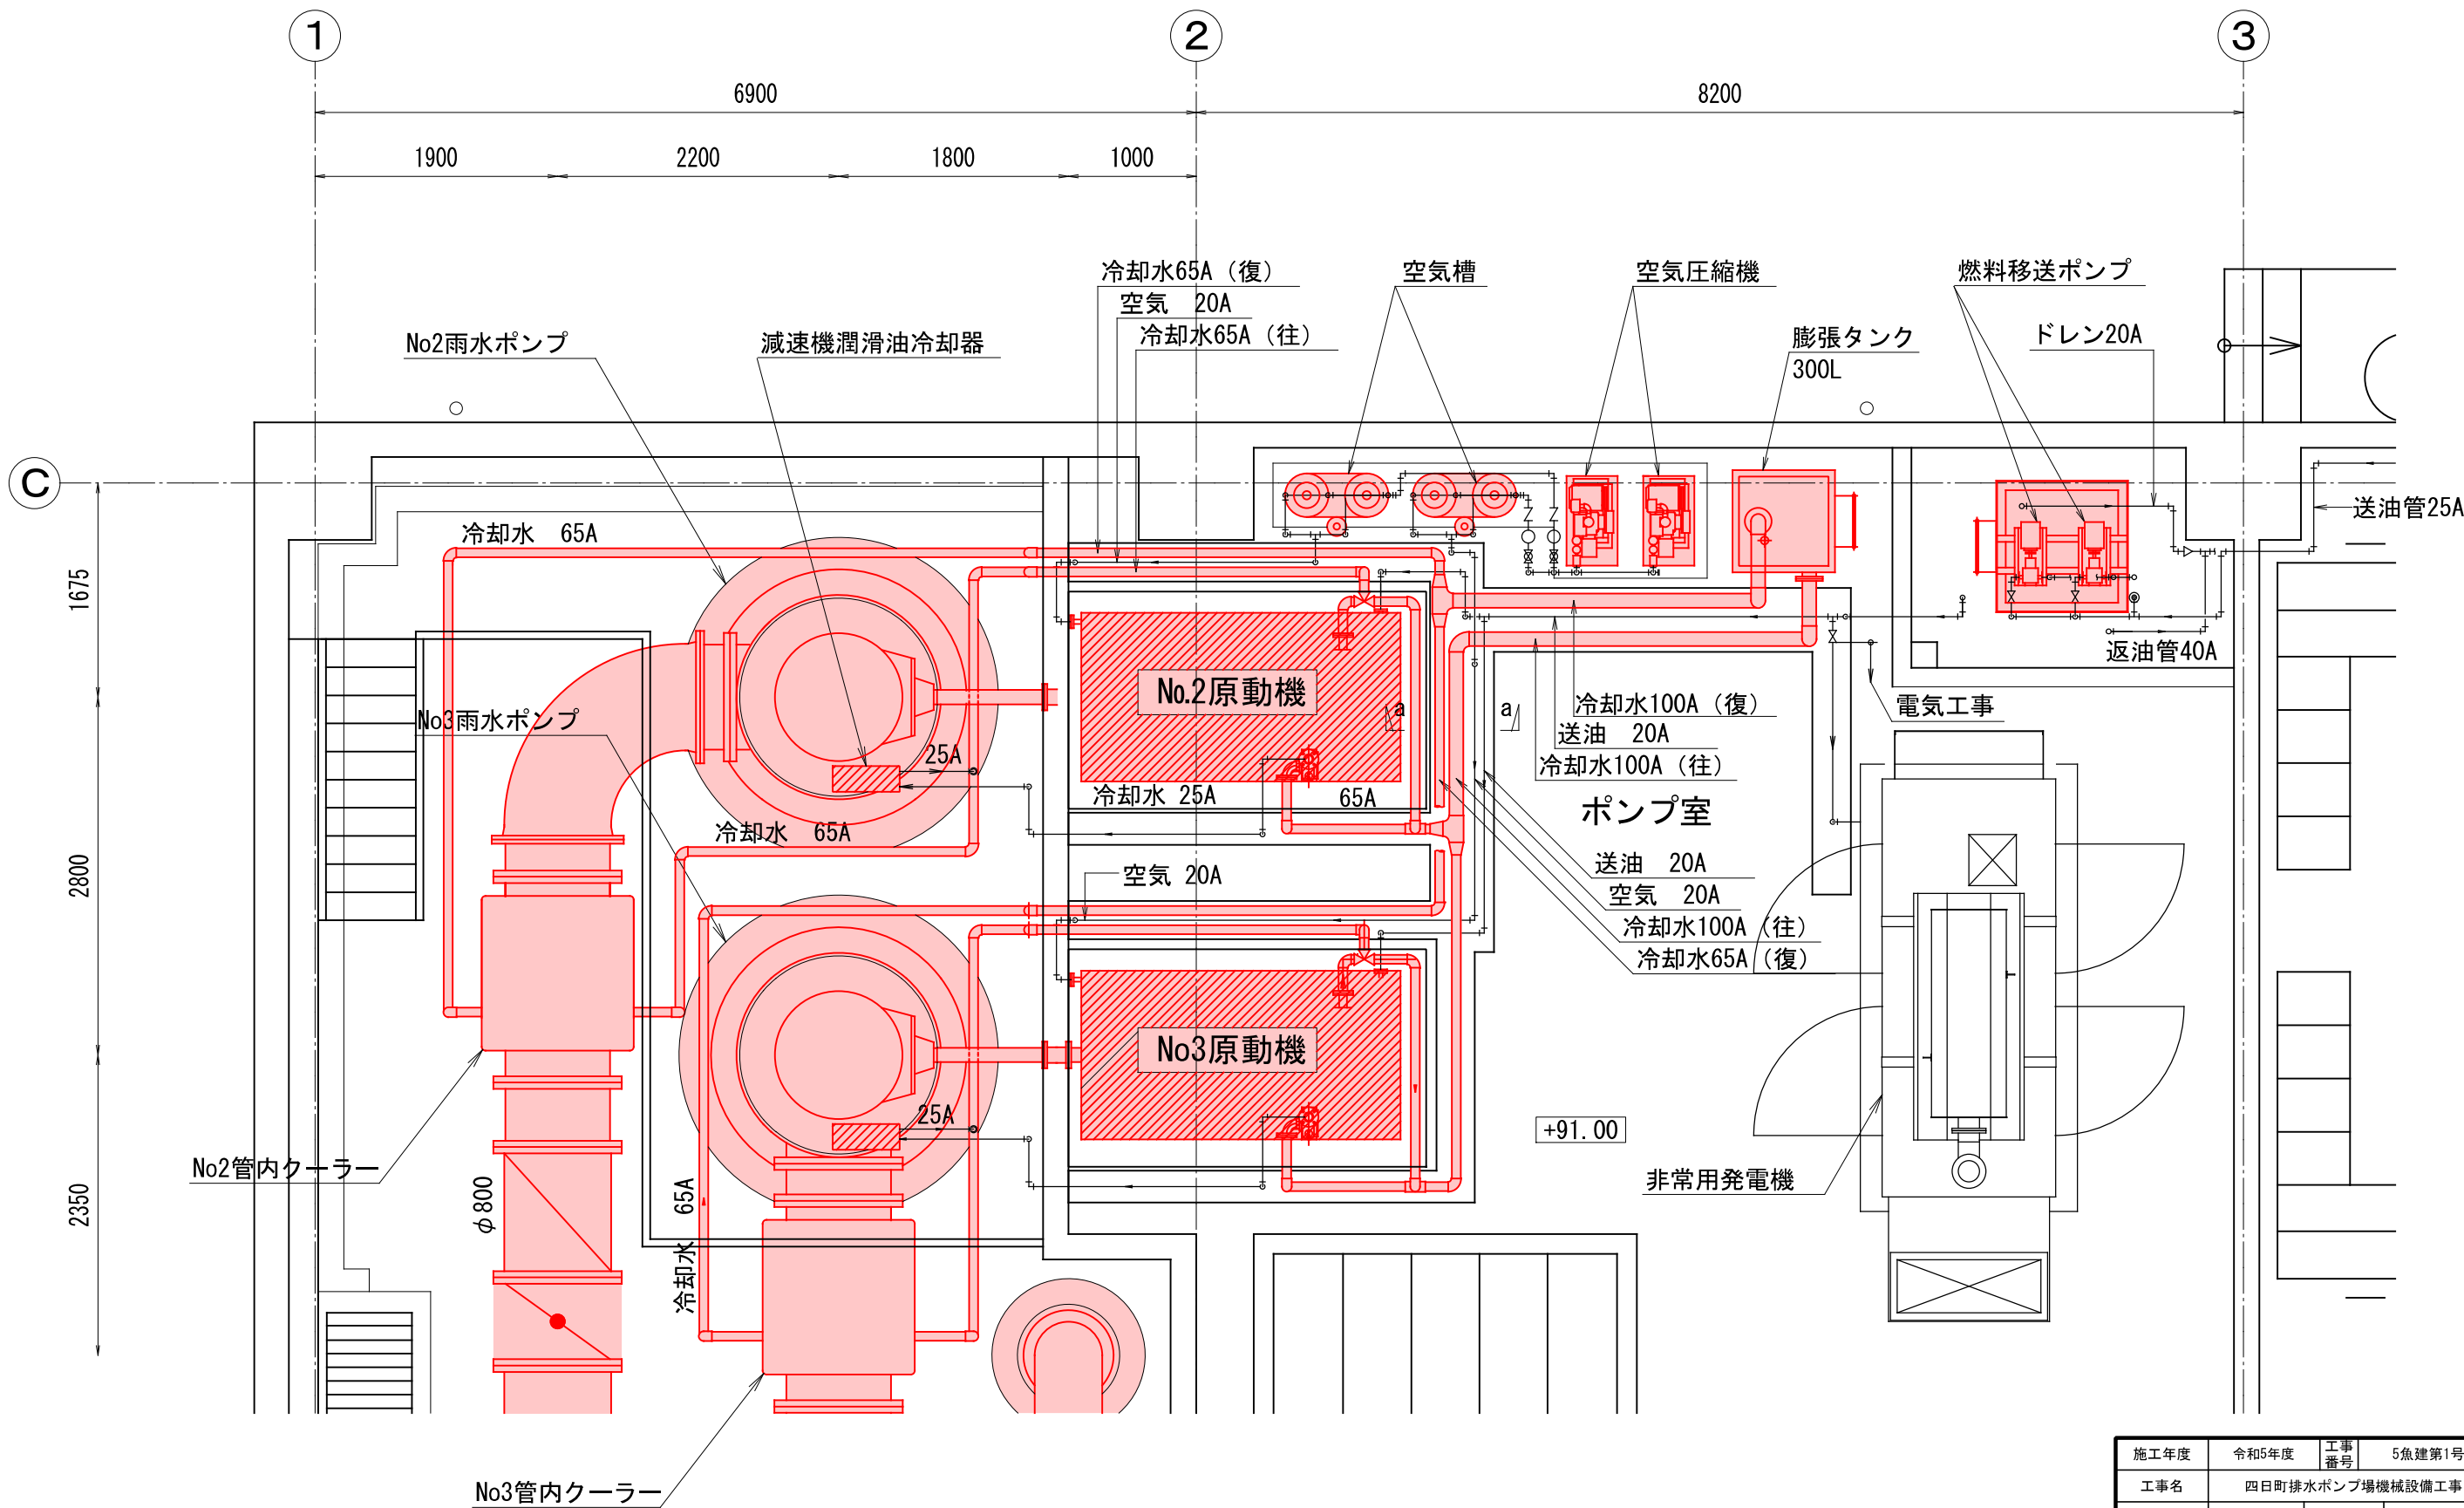 1
2
3
6900
8200
1900
2200
1800
1000
冷却水65A（復）
空気槽
空気圧縮機
燃料移送ポンプ
空気 20A
冷却水65A（往）
No2雨水ポンプ
減速機潤滑油冷却器
膨張タンク
300L
ドレン20A
C
送油管25A
冷却水 65A
1675
返油管40A
No.2原動機
a
a
冷却水100A（復）
電気工事
No3雨水ポンプ
送油 20A
25A
冷却水100A（往）
冷却水 25A
65A
ポンプ室
冷却水 65A
送油 20A
2800
空気 20A
空気 20A
冷却水100A（往）
冷却水65A（復）
No3原動機
25A
+91.00
No2管内クーラー
非常用発電機
2350
φ800
冷却水 65A
No3管内クーラー
施工年度 令和5年度 工事番号 5魚建第1号
工事名 四日町排水ポンプ場機械設備工事